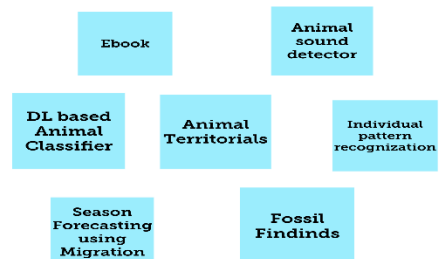 Ebook
Animal
sound
detector
DL based
Animal
Classifier
Animal
Territorials
Individual
pattern
recognization
Season
Forecasting
using
Migration
Fossil
Findinds